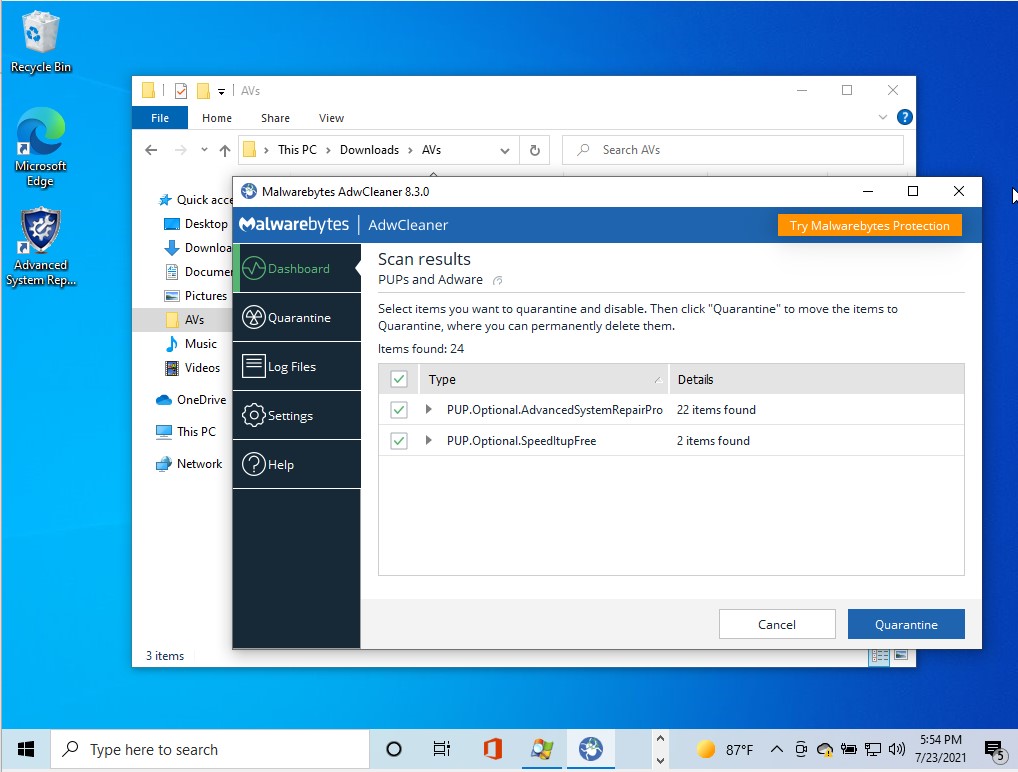 Recycle Bin
Microsoft
Edge
Advanced
System Rep...
AVs
File
Home
Share
View
?
This PC
Downloads
AVs
Search AVs
Quick acce
Desktop
Downloa
Documer
Pictures
AVs
Music
Videos
OneDrive
This PC
Network
3 items
Malwarebytes AdwCleaner 8.3.0
Malwarebytes | AdwCleaner
Try Malwarebytes Protection
Dashboard
Quarantine
Log Files
Settings
Help
Scan results
PUPs and Adware
Select items you want to quarantine and disable. Then click "Quarantine" to move the items to
Quarantine, where you can permanently delete them.
Items found: 24
Type Details
PUP.Optional.AdvancedSystemRepairPro 22 items found
PUP.Optional.SpeedItupFree 2 items found
Cancel
Quarantine
Type here to search
87°F
5:54 PM
7/23/2021
5